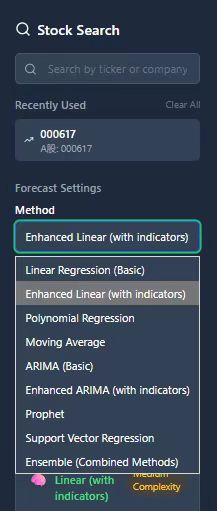 Stock Search
Search by ticker or company
Recently Used
Clear All
000617
A股: 000617
Forecast Settings
Method
Enhanced Linear (with indicators)
Linear Regression (Basic)
Enhanced Linear (with indicators)
Polynomial Regression
Moving Average
ARIMA (Basic)
Enhanced ARIMA (with indicators)
Prophet
Support Vector Regression
Ensemble (Combined Methods)
Linear (with
indicators)
Medium
Complexity